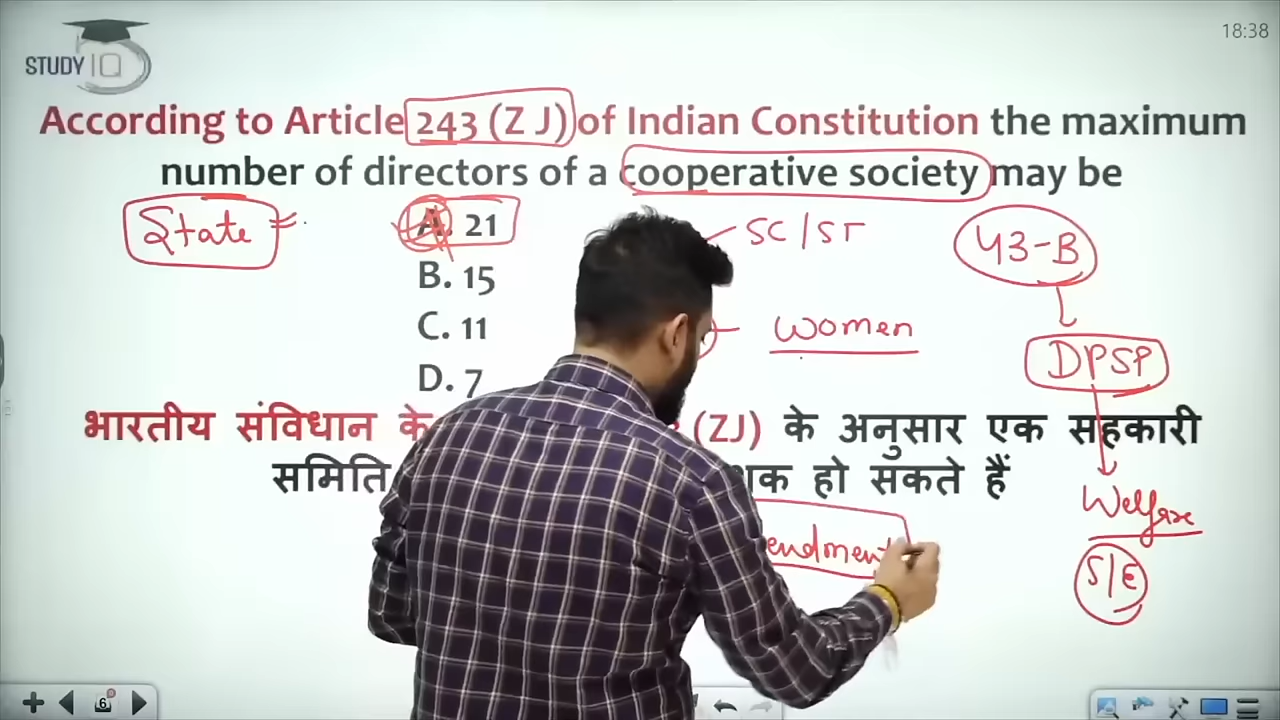 18:38
STUDY IQ
According to Article 243 (Z J) of Indian Constitution the maximum
number of directors of a cooperative society may be
State =
A. 21
SC/ST
43-B
B. 15
C. 11
women
DPSP
D. 7
भारतीय संविधान के (ZJ) के अनुसार एक सहकारी
समिति हो सकते हैं
Welfare
S/E
6